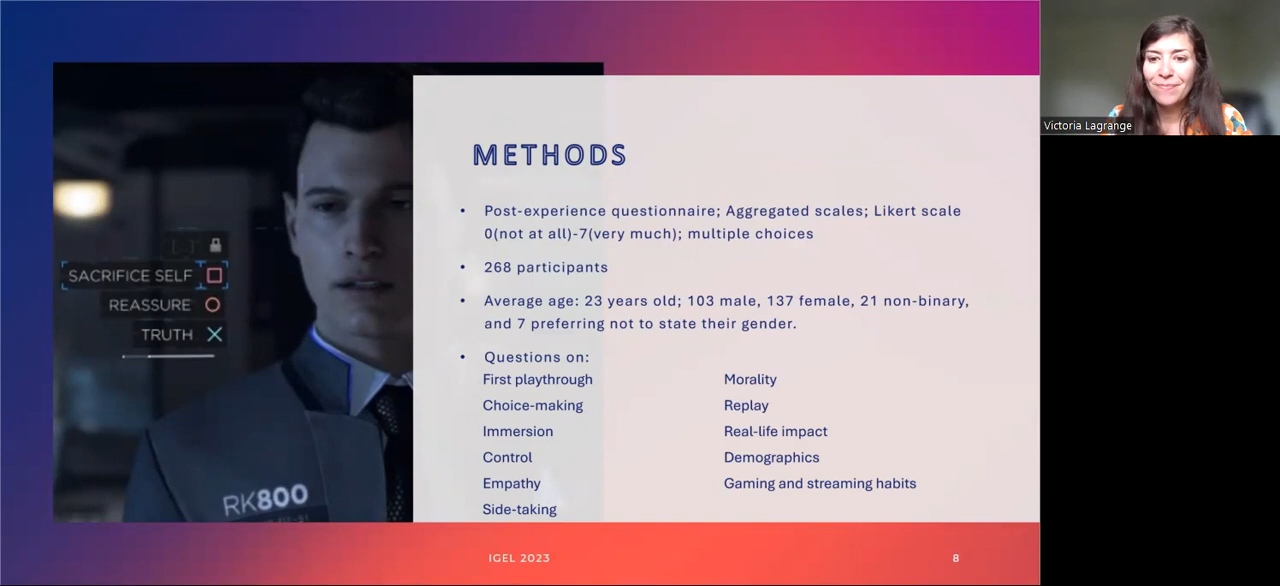 METHODS
• Post-experience questionnaire; Aggregated scales; Likert scale
0(not at all)-7(very much); multiple choices
• 268 participants
• Average age: 23 years old; 103 male, 137 female, 21 non-binary,
and 7 preferring not to state their gender.
• Questions on:
First playthrough
Choice-making
Immersion
Control
Empathy
Side-taking
Morality
Replay
Real-life impact
Demographics
Gaming and streaming habits
SACRIFICE SELF
REASSURE
TRUTH
RK800
IGEL 2023
8
Victoria Lagrange